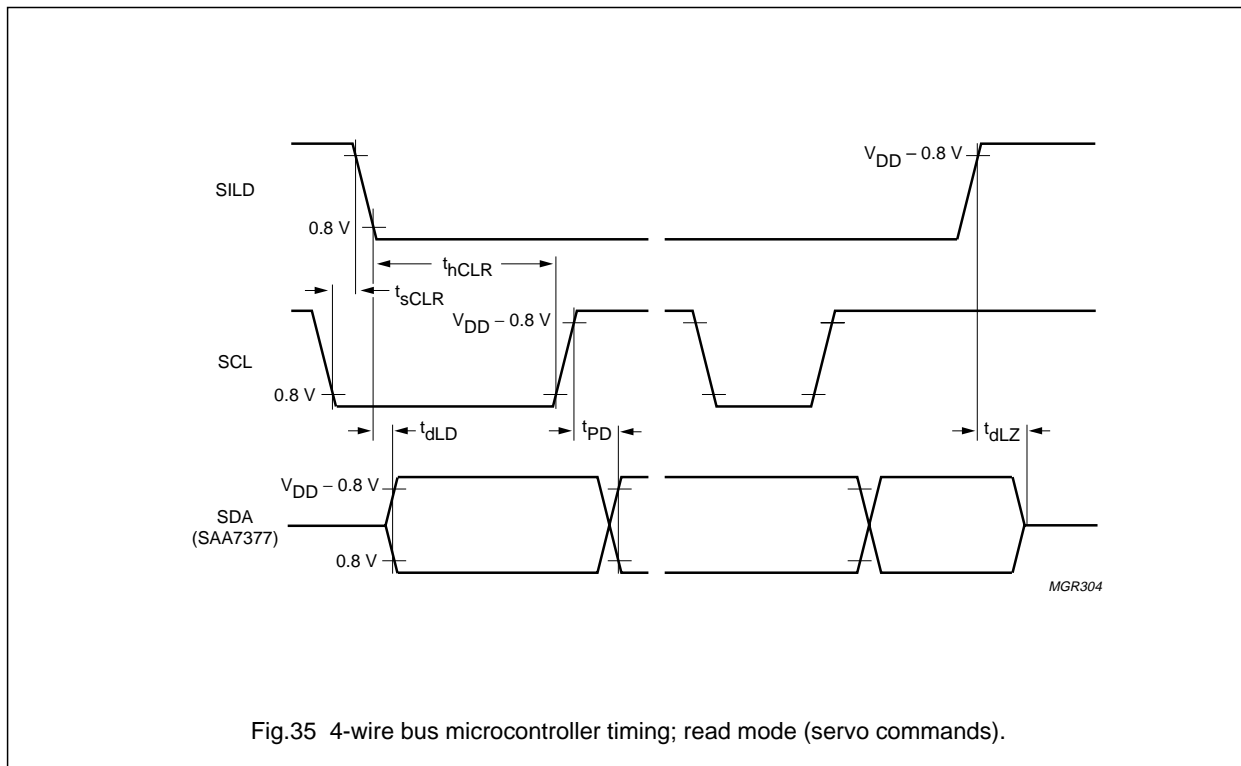 V_DD – 0.8 V
SILD
0.8 V
t_hCLR
t_sCLR
V_DD – 0.8 V
SCL
0.8 V
t_dLD
t_PD
t_dLZ
V_DD – 0.8 V
SDA
(SAA7377)
0.8 V
MGR304
Fig.35 4-wire bus microcontroller timing; read mode (servo commands).